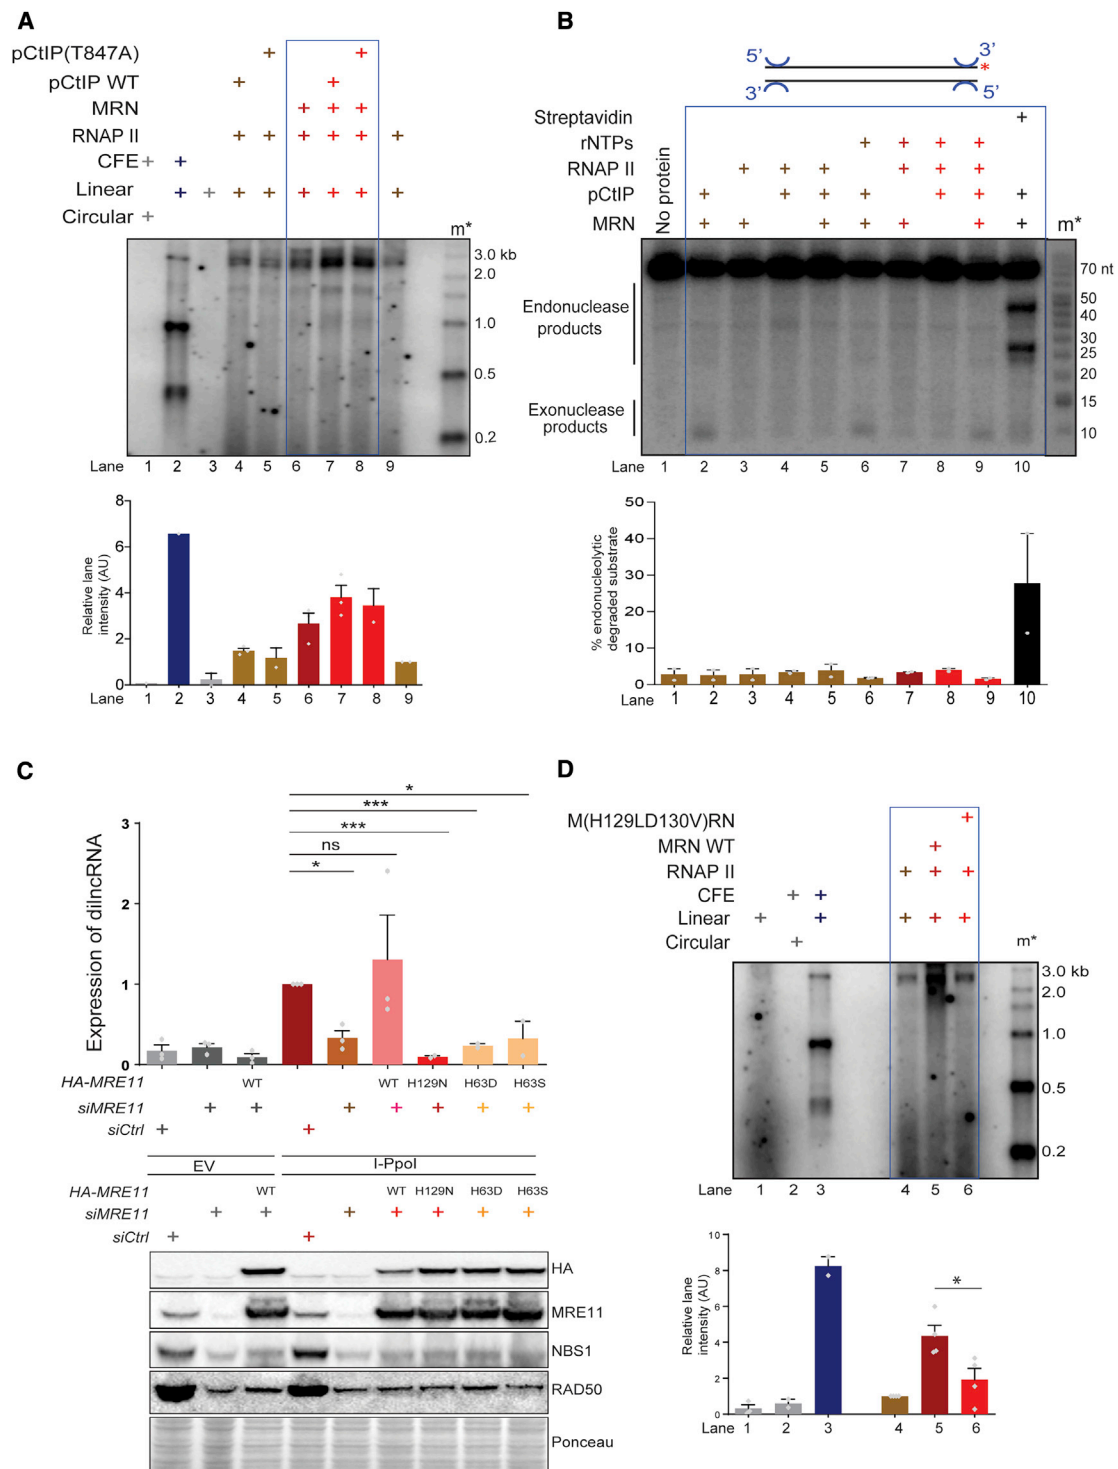 A
pCtIP(T847A) +
+
pCtIP WT + +
MRN + + +
RNAP II + + + + + +
CFE + +
Linear + + + + + + + +
Circular +
m*
3.0 kb
2.0
1.0
0.5
0.2
Lane 1 2 3 4 5 6 7 8 9
Relative lane
intensity (AU)
8
6
4
2
0
Lane 1 2 3 4 5 6 7 8 9
B
5’ 3’
*
3’ 5’
Streptavidin +
rNTPs + + + +
RNAP II + + + + + +
pCtIP + + + + + + +
MRN + + + + + + +
No protein
m*
Endonuclease
products
Exonuclease
products
70 nt
50
40
30
25
20
15
10
Lane 1 2 3 4 5 6 7 8 9 10
% endonucleolytic
degraded substrate
50
40
30
20
10
0
Lane 1 2 3 4 5 6 7 8 9 10
C
*
***
***
ns
*
Expression of dilncRNA
3
2
1
0
HA-MRE11 WT WT H129N H63D H63S
siMRE11 + + + + + + +
siCtrl + +
EV I-PpoI
HA-MRE11 WT WT H129N H63D H63S
siMRE11 + + + + + + +
siCtrl + +
HA
MRE11
NBS1
RAD50
Ponceau
D
M(H129LD130V)RN +
MRN WT +
RNAP II + + +
CFE + +
Linear + + + + +
Circular +
m*
3.0 kb
2.0
1.0
0.5
0.2
Lane 1 2 3 4 5 6
Relative lane
intensity (AU)
10
8
6
4
2
0
*
Lane 1 2 3 4 5 6